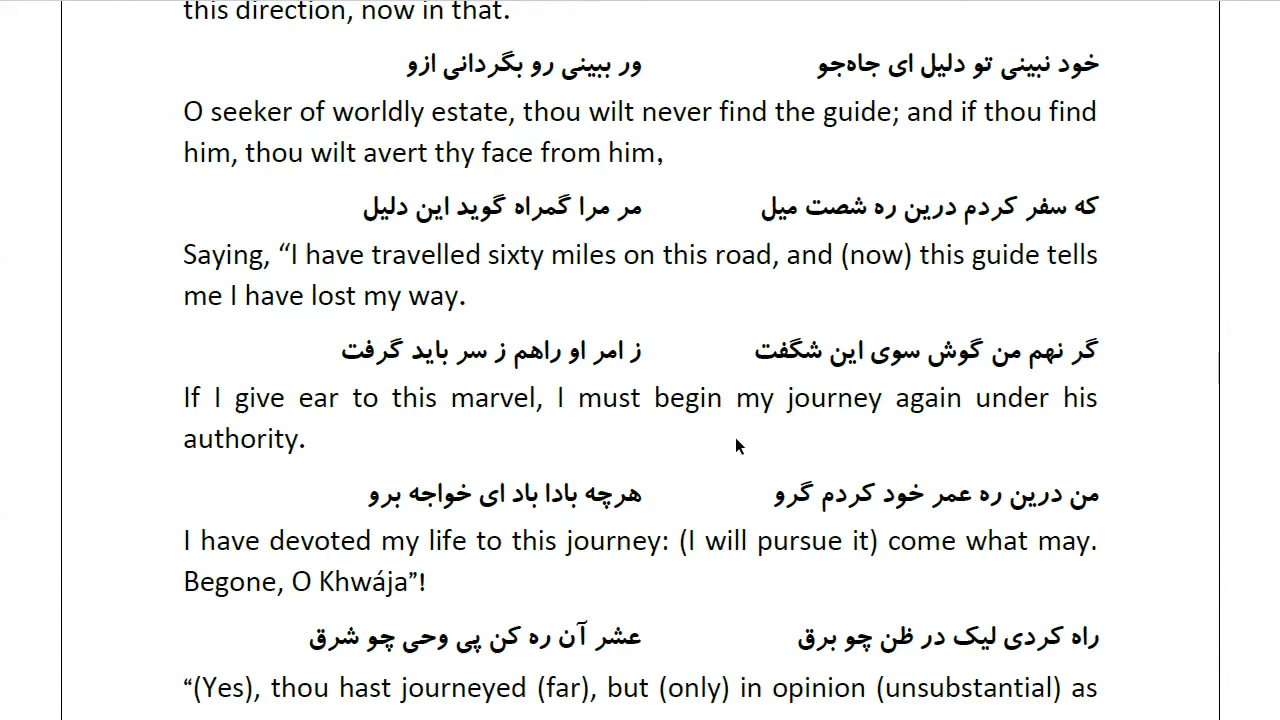 this direction, now in that.
خود نبینی تو دلیل ای جاه‌جو ور ببینی رو بگردانی ازو
O seeker of worldly estate, thou wilt never find the guide; and if thou find
him, thou wilt avert thy face from him,
که سفر کردم درین ره شصت میل مر مرا گمراه گوید این دلیل
Saying, “I have travelled sixty miles on this road, and (now) this guide tells
me I have lost my way.
گر نهم من گوش سوی این شگفت ز امر او راهم ز سر باید گرفت
If I give ear to this marvel, I must begin my journey again under his
authority.
من درین ره عمر خود کردم گرو هرچه بادا باد ای خواجه برو
I have devoted my life to this journey: (I will pursue it) come what may.
Begone, O Khwája”!
راه کردی لیک در ظن چو برق عشر آن ره کن پی وحی چو شرق
“(Yes), thou hast journeyed (far), but (only) in opinion (unsubstantial) as